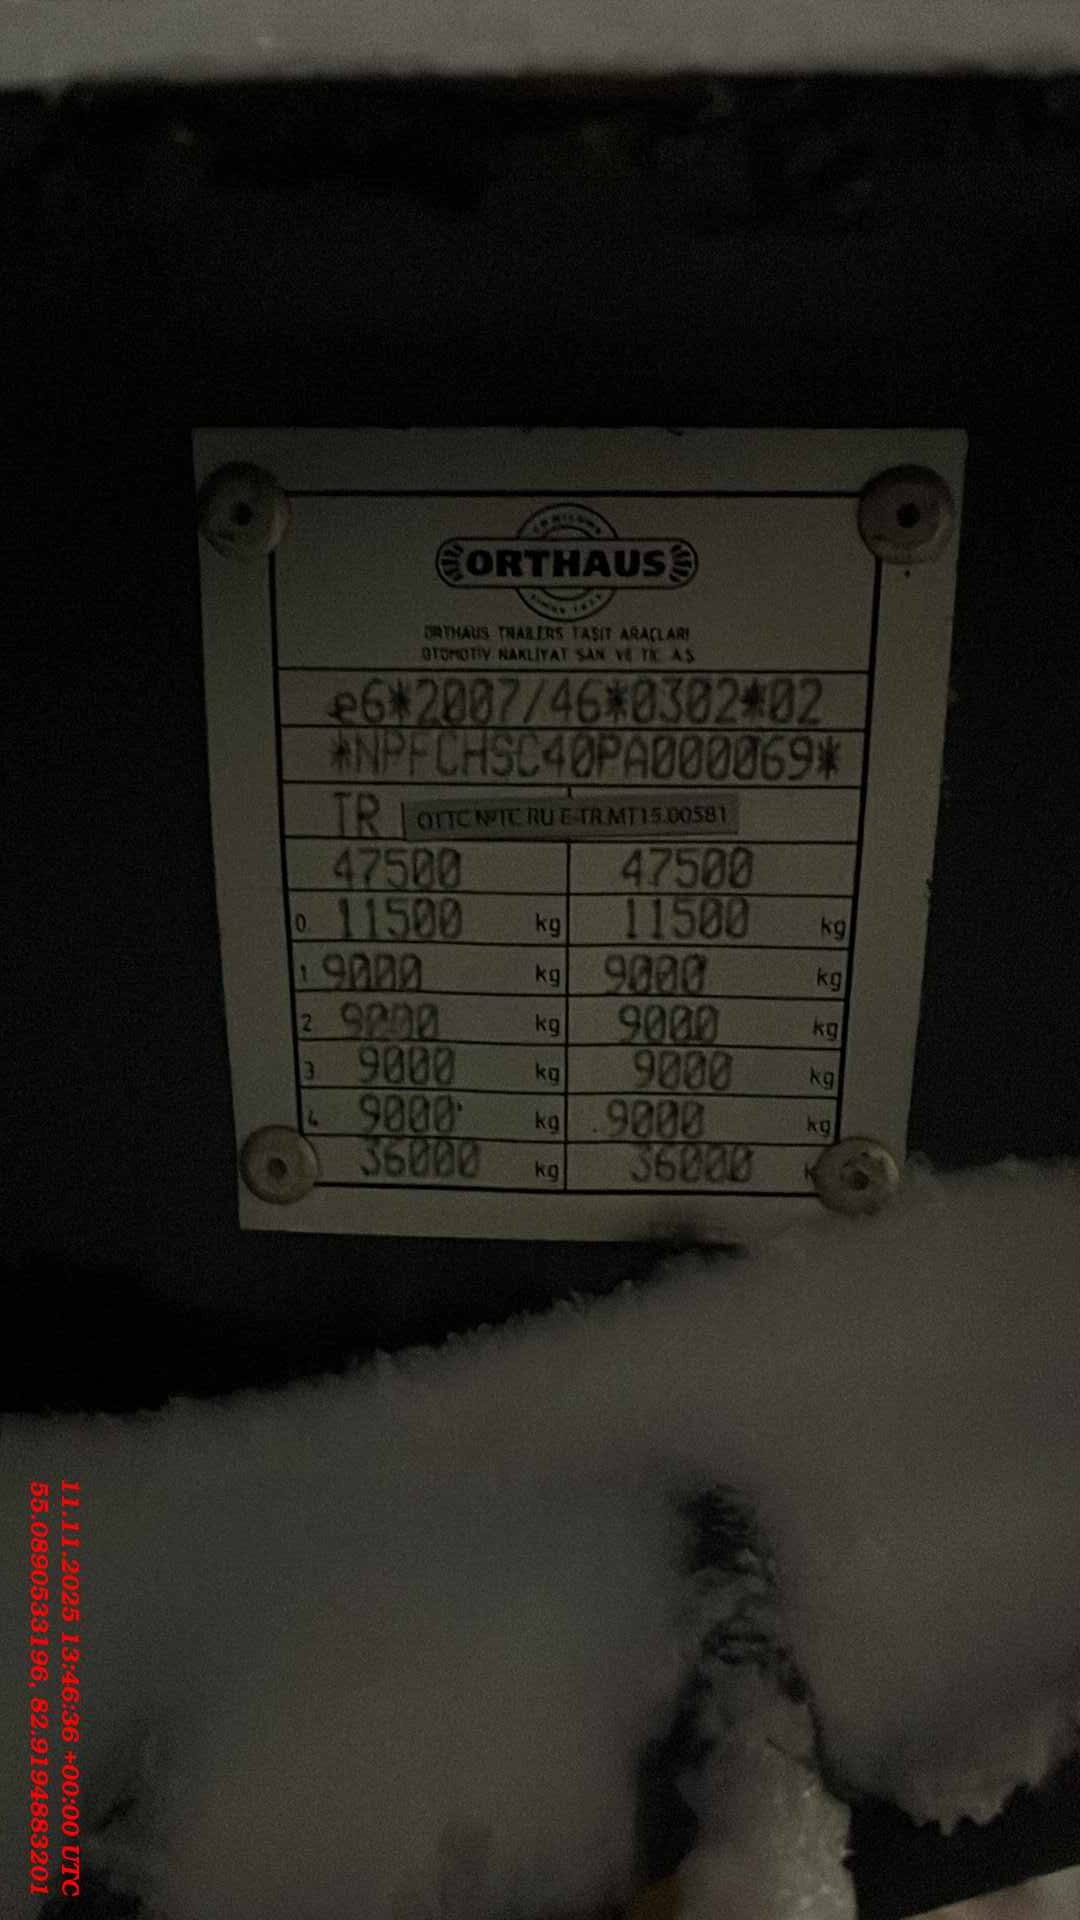 ORTHAUS
ORTHAUS TRAILERS TAŞIT ARAÇLARI
OTOMOTİV NAKLİYAT SAN VE TİC A.Ş
e6*2007/46*0302*02
*NPFCHSC40PA000069*
TR OTTC №TC RU E-TR.MT15.00581
47500 47500
0. 11500 kg 11500 kg
1 9000 kg 9000 kg
2 9000 kg 9000 kg
3 9000 kg 9000 kg
4 9000 kg 9000 kg
36000 kg 36000
11.11.2025 13:46:36 +00:00 UTC
55.0890533196, 82.9194883201